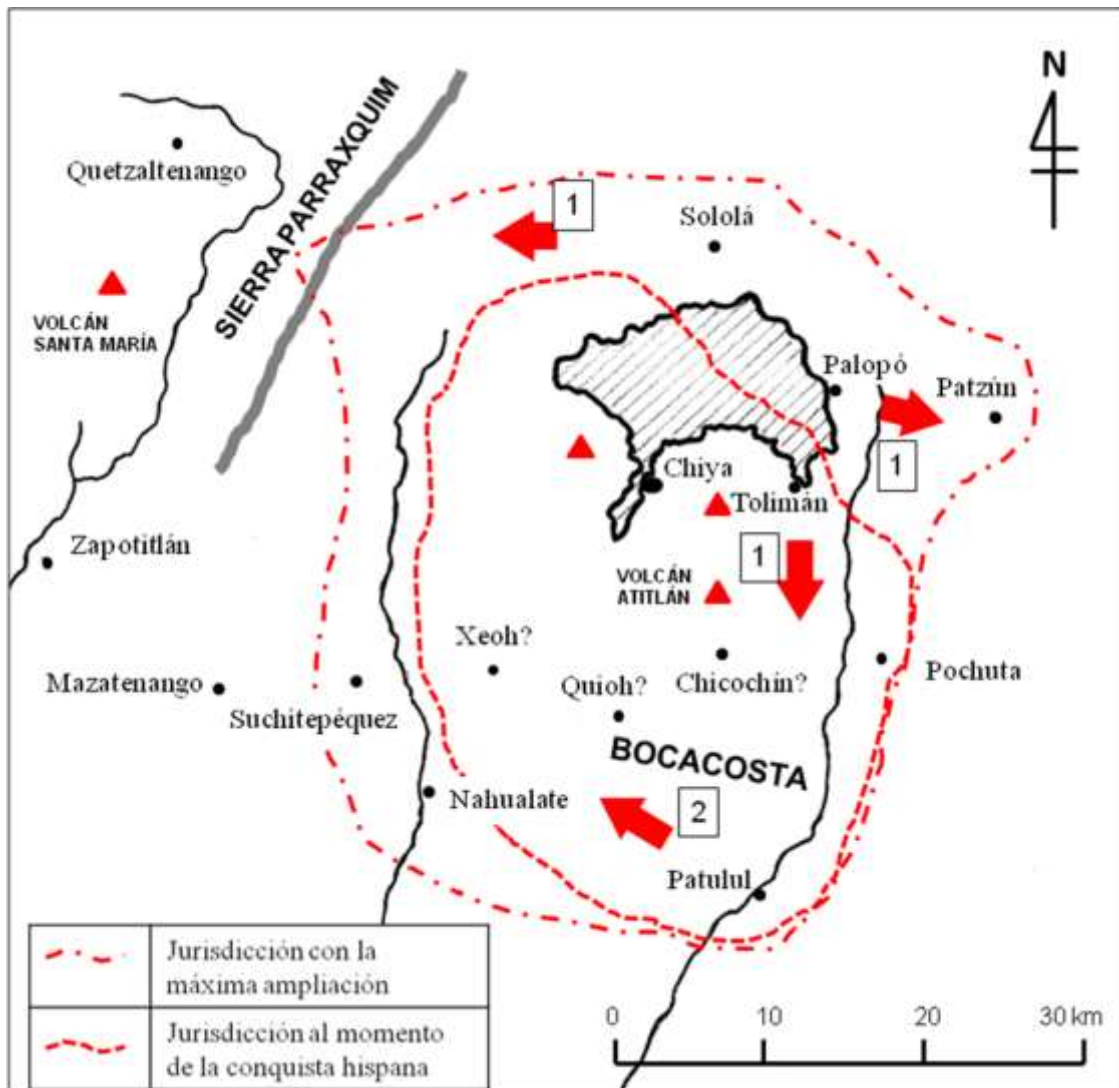 N
Quetzaltenango
SIERRA PARRAXQUIM
1
Sololá
VOLCÁN
SANTA MARÍA
Palopó
Patzún
1
Chiya
Tolimán
1
Zapotitlán
VOLCÁN
ATITLÁN
Xeoh?
Mazatenango
Suchitepéquez
Quioh?
Chicochín?
Pochuta
BOCACOSTA
Nahualate
2
Patulul
Jurisdicción con la
máxima ampliación
Jurisdicción al momento
de la conquista hispana
0 10 20 30 km